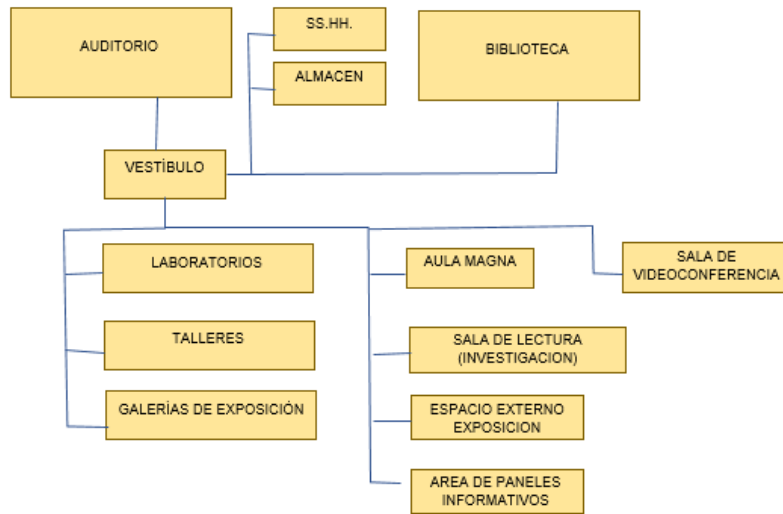 AUDITORIO
SS.HH.
ALMACEN
BIBLIOTECA
VESTÍBULO
LABORATORIOS
TALLERES
GALERÍAS DE EXPOSICIÓN
AULA MAGNA
SALA DE LECTURA
(INVESTIGACION)
ESPACIO EXTERNO
EXPOSICION
AREA DE PANELES
INFORMATIVOS
SALA DE
VIDEOCONFERENCIA